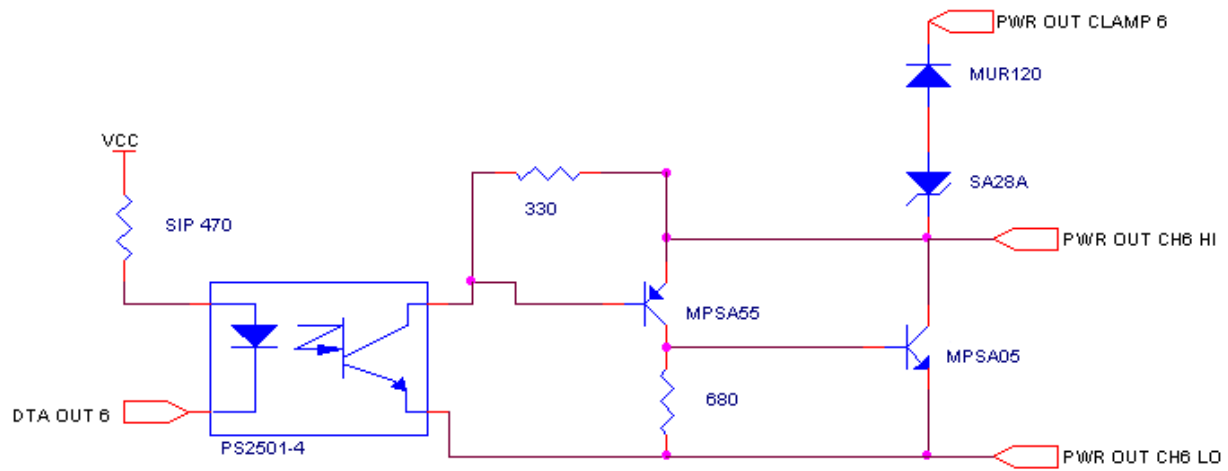 PWR OUT CLAMP 6
MUR120
VCC
SA28A
330
SIP 470
PWR OUT CH6 HI
MPSA55
MPSA05
680
DTA OUT 6
PS2501-4
PWR OUT CH6 LO